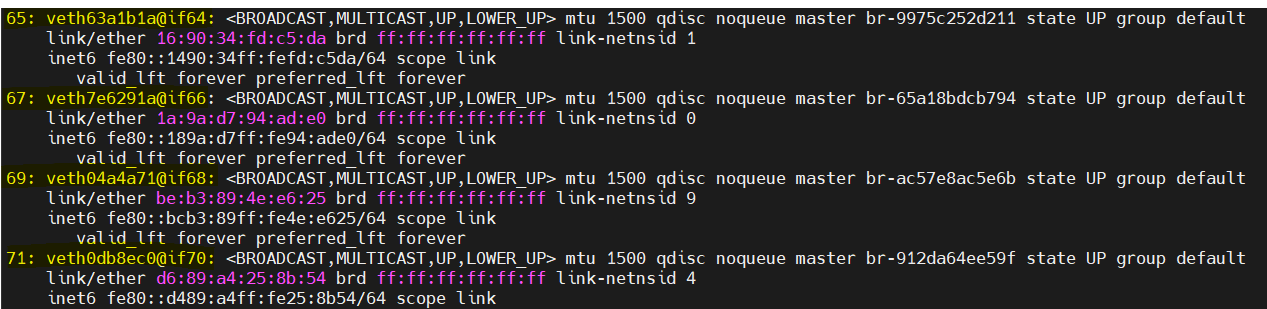 65: veth63a1b1a@if64: <BROADCAST,MULTICAST,UP,LOWER_UP> mtu 1500 qdisc noqueue master br-9975c252d211 state UP group default
link/ether 16:90:34:fd:c5:da brd ff:ff:ff:ff:ff:ff link-netnsid 1
inet6 fe80::1490:34ff:fefd:c5da/64 scope link
valid_lft forever preferred_lft forever
67: veth7e6291a@if66: <BROADCAST,MULTICAST,UP,LOWER_UP> mtu 1500 qdisc noqueue master br-65a18bdcb794 state UP group default
link/ether 1a:9a:d7:94:ad:e0 brd ff:ff:ff:ff:ff:ff link-netnsid 0
inet6 fe80::189a:d7ff:fe94:ade0/64 scope link
valid_lft forever preferred_lft forever
69: veth04a4a71@if68: <BROADCAST,MULTICAST,UP,LOWER_UP> mtu 1500 qdisc noqueue master br-ac57e8ac5e6b state UP group default
link/ether be:b3:89:4e:e6:25 brd ff:ff:ff:ff:ff:ff link-netnsid 9
inet6 fe80::bcb3:89ff:fe4e:e625/64 scope link
valid_lft forever preferred_lft forever
71: veth0db8ec0@if70: <BROADCAST,MULTICAST,UP,LOWER_UP> mtu 1500 qdisc noqueue master br-912da64ee59f state UP group default
link/ether d6:89:a4:25:8b:54 brd ff:ff:ff:ff:ff:ff link-netnsid 4
inet6 fe80::d489:a4ff:fe25:8b54/64 scope link